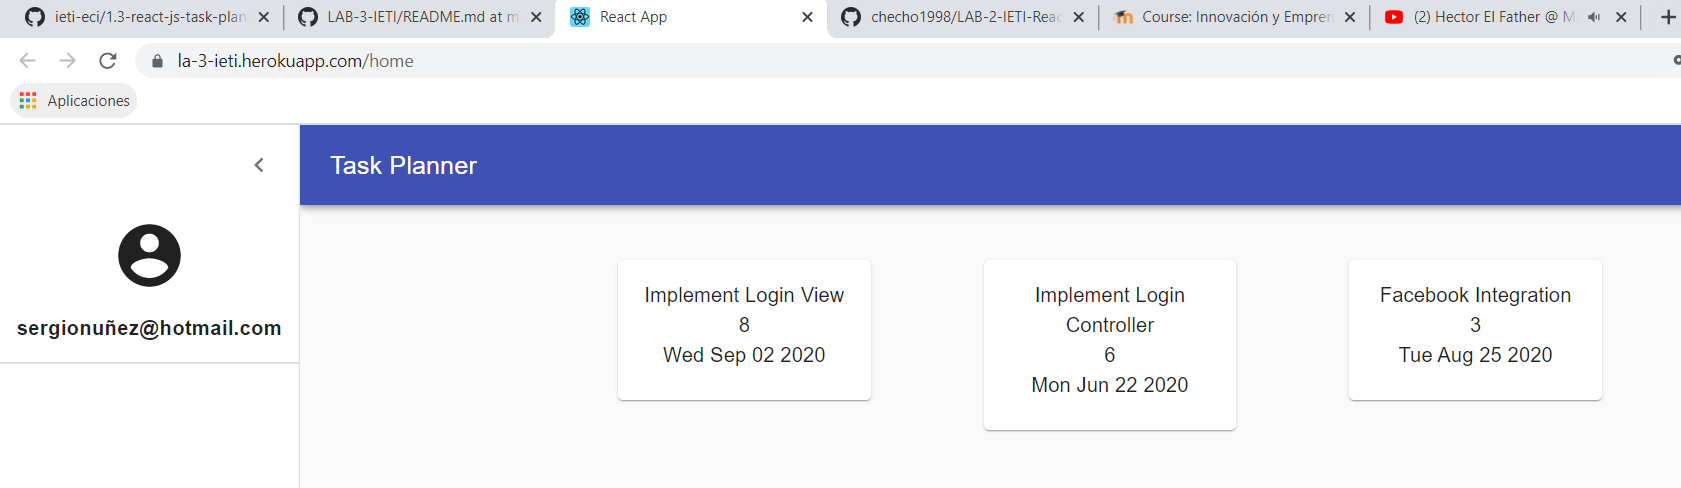 ieti-eci/1.3-react-js-task-plan
LAB-3-IETI/README.md at m
React App
checho1998/LAB-2-IETI-Reac
Course: Innovación y Empren
(2) Hector El Father @ M
la-3-ieti.herokuapp.com/home
Aplicaciones
Task Planner
sergionuñez@hotmail.com
Implement Login View
8
Wed Sep 02 2020
Implement Login
Controller
6
Mon Jun 22 2020
Facebook Integration
3
Tue Aug 25 2020